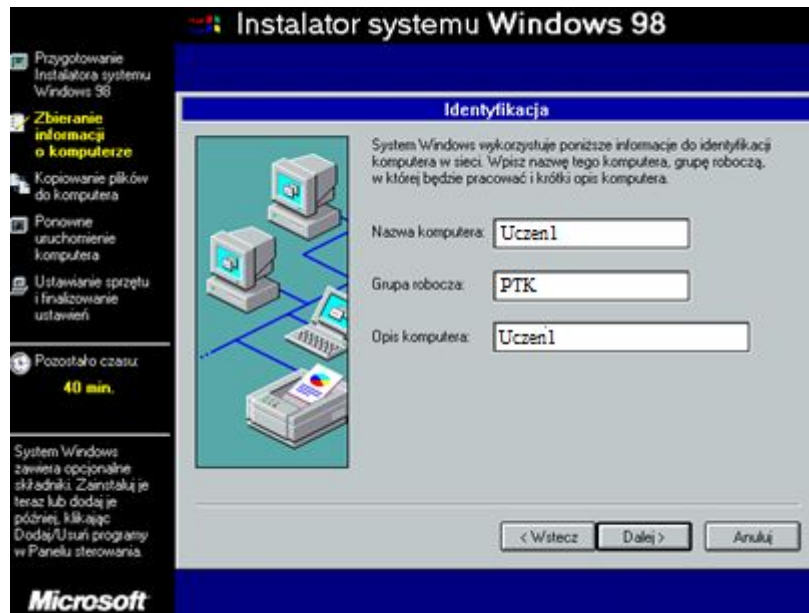 Instalator systemu Windows 98
Przygotowanie
Instalatora systemu
Windows 98
Zbieranie
informacji
o komputerze
Kopiowanie plików
do komputera
Ponowne
uruchomienie
komputera
Ustawianie sprzętu
i finalizowanie
ustawień
Pozostało czasu:
40 min.
System Windows
zawiera opcjonalne
składniki. Zainstaluj je
teraz lub dodaj je
później, klikając
Dodaj/Usuń programy
w Panelu sterowania.
Microsoft
Identyfikacja
System Windows wykorzystuje poniższe informacje do identyfikacji
komputera w sieci. Wpisz nazwę tego komputera, grupę roboczą,
w której będzie pracować i krótki opis komputera.
Nazwa komputera: Uczen1
Grupa robocza: PTK
Opis komputera: Uczen1
< Wstecz Dalej > Anuluj